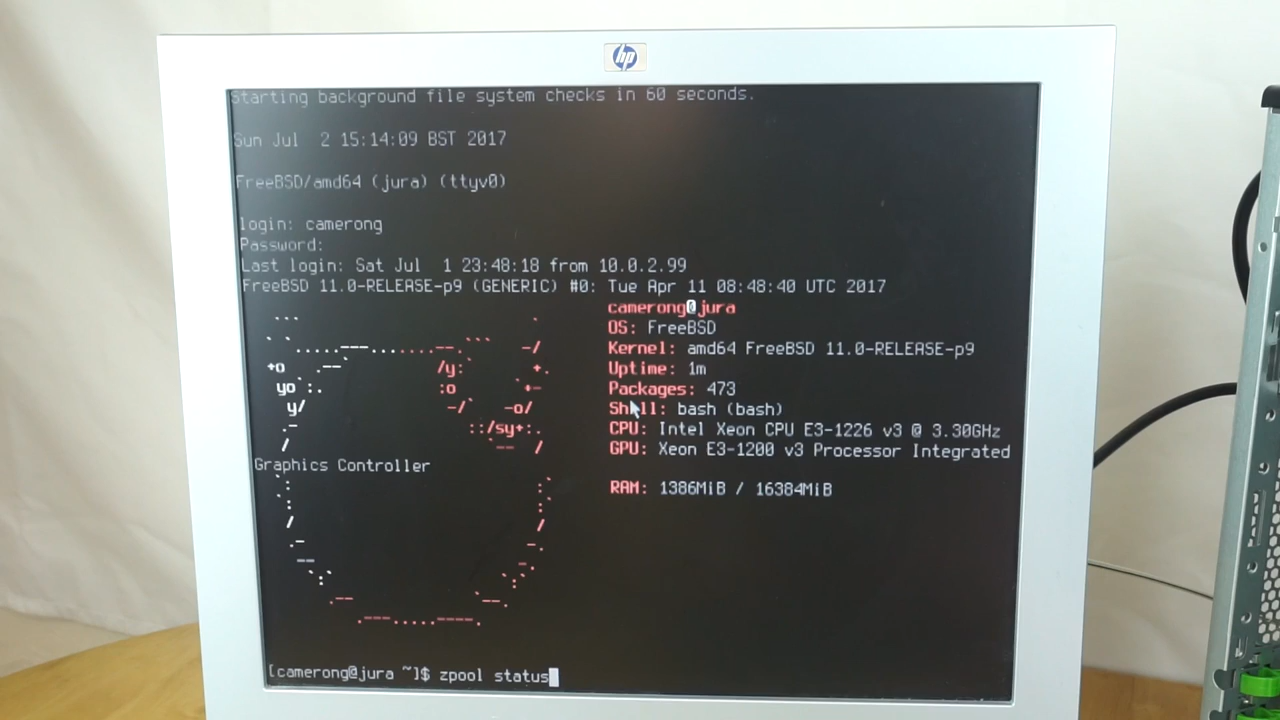 hp
Starting background file system checks in 60 seconds.
Sun Jul  2 15:14:09 BST 2017
FreeBSD/amd64 (jura) (ttyv0)
login: camerong
Password:
Last login: Sat Jul  1 23:48:18 from 10.0.2.99
FreeBSD 11.0-RELEASE-p9 (GENERIC) #0: Tue Apr 11 08:48:40 UTC 2017
camerong@jura
OS: FreeBSD
Kernel: amd64 FreeBSD 11.0-RELEASE-p9
Uptime: 1m
Packages: 473
Shell: bash (bash)
CPU: Intel Xeon CPU E3-1226 v3 @ 3.30GHz
GPU: Xeon E3-1200 v3 Processor Integrated
Graphics Controller
RAM: 1386MiB / 16384MiB
[camerong@jura ~]$ zpool status